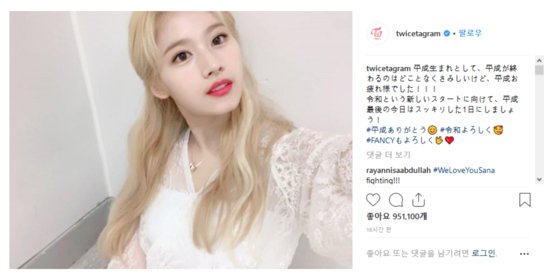 twicetagram • 팔로우
twicetagram 平成生まれとして、平成が終
わるのはどことなくさみしいけど、平成お
疲れ様でした！！！
令和という新しいスタートに向けて、平成
最後の今日はスッキリした1日にしましょ
う！
#平成ありがとう😊 #令和よろしく🥰
#FANCYもよろしく❤️
댓글 더 보기
rayannisaabdullah #WeLoveYouSana
fighting!!!
좋아요 951,100개
좋아요 또는 댓글을 남기려면 로그인.